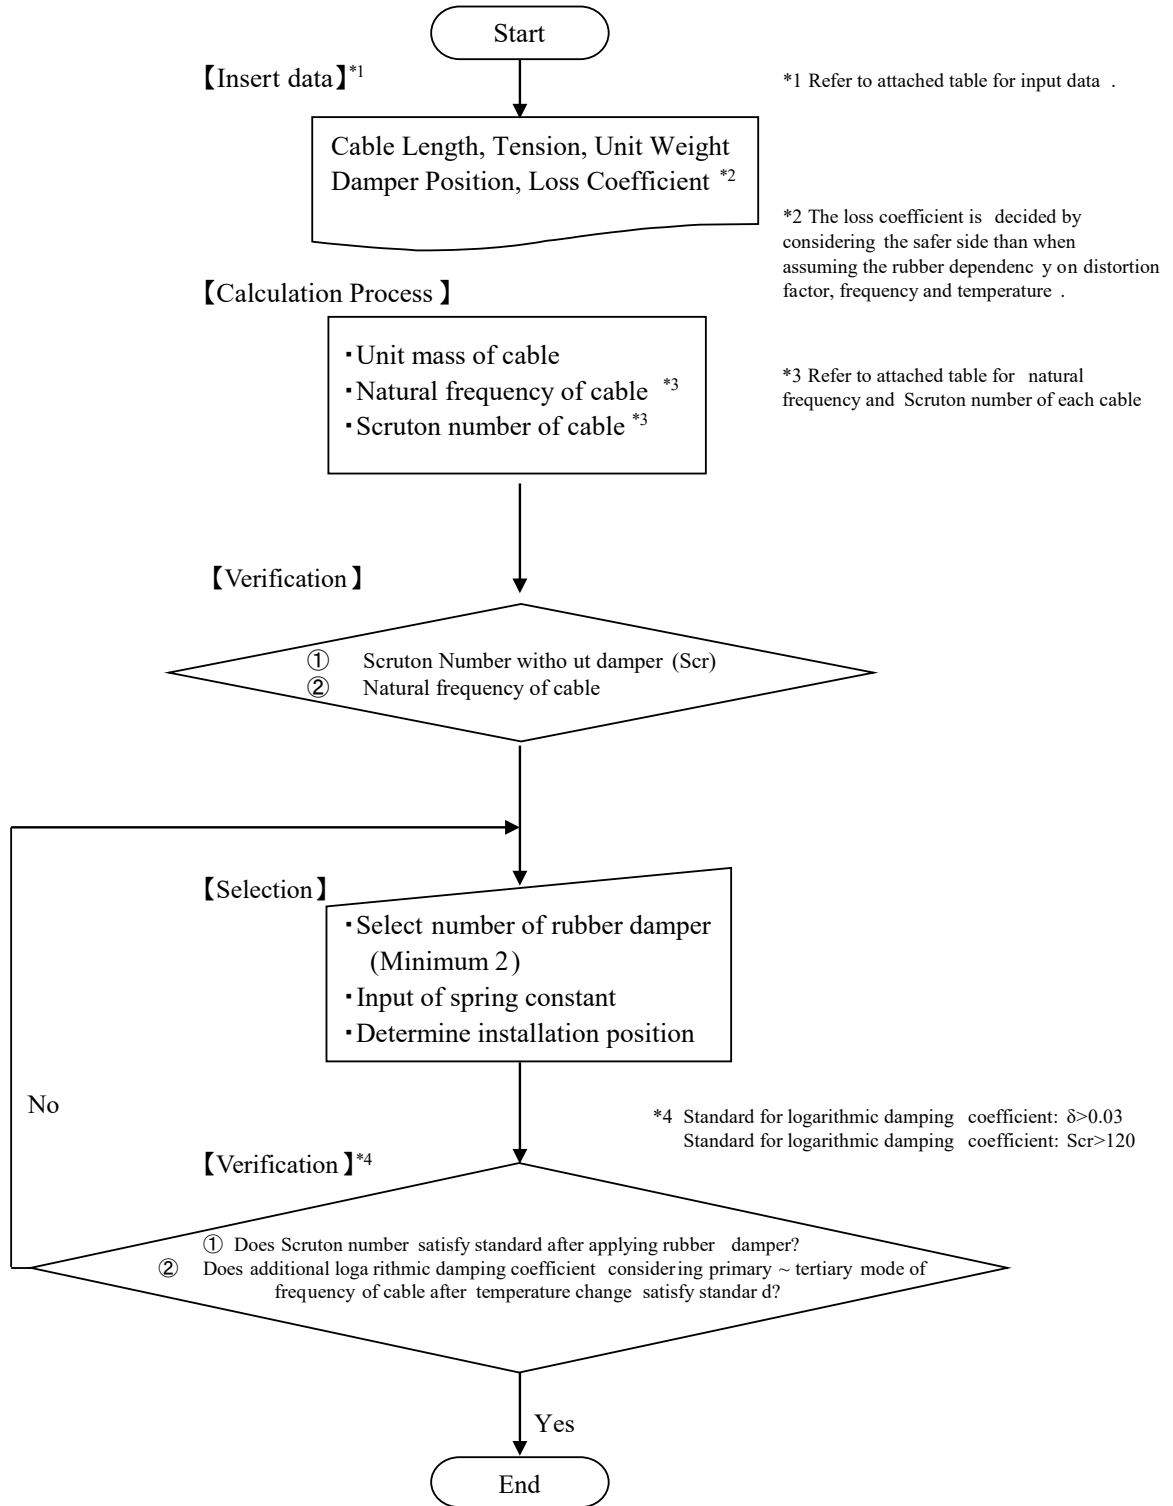 Start
【Insert data】*1
*1 Refer to attached table for input data .
Cable Length, Tension, Unit Weight
Damper Position, Loss Coefficient *2
*2 The loss coefficient is decided by
considering the safer side than when
assuming the rubber dependenc y on distortion
factor, frequency and temperature .
【Calculation Process 】
・Unit mass of cable
・Natural frequency of cable *3
・Scruton number of cable *3
*3 Refer to attached table for natural
frequency and Scruton number of each cable
【Verification】
① Scruton Number witho ut damper (Scr)
② Natural frequency of cable
【Selection】
・Select number of rubber damper
(Minimum 2)
・Input of spring constant
・Determine installation position
No
*4 Standard for logarithmic damping coefficient: δ>0.03
Standard for logarithmic damping coefficient: Scr>120
【Verification】*4
① Does Scruton number satisfy standard after applying rubber damper?
② Does additional loga rithmic damping coefficient considering primary ~ tertiary mode of
frequency of cable after temperature change satisfy standar d?
Yes
End